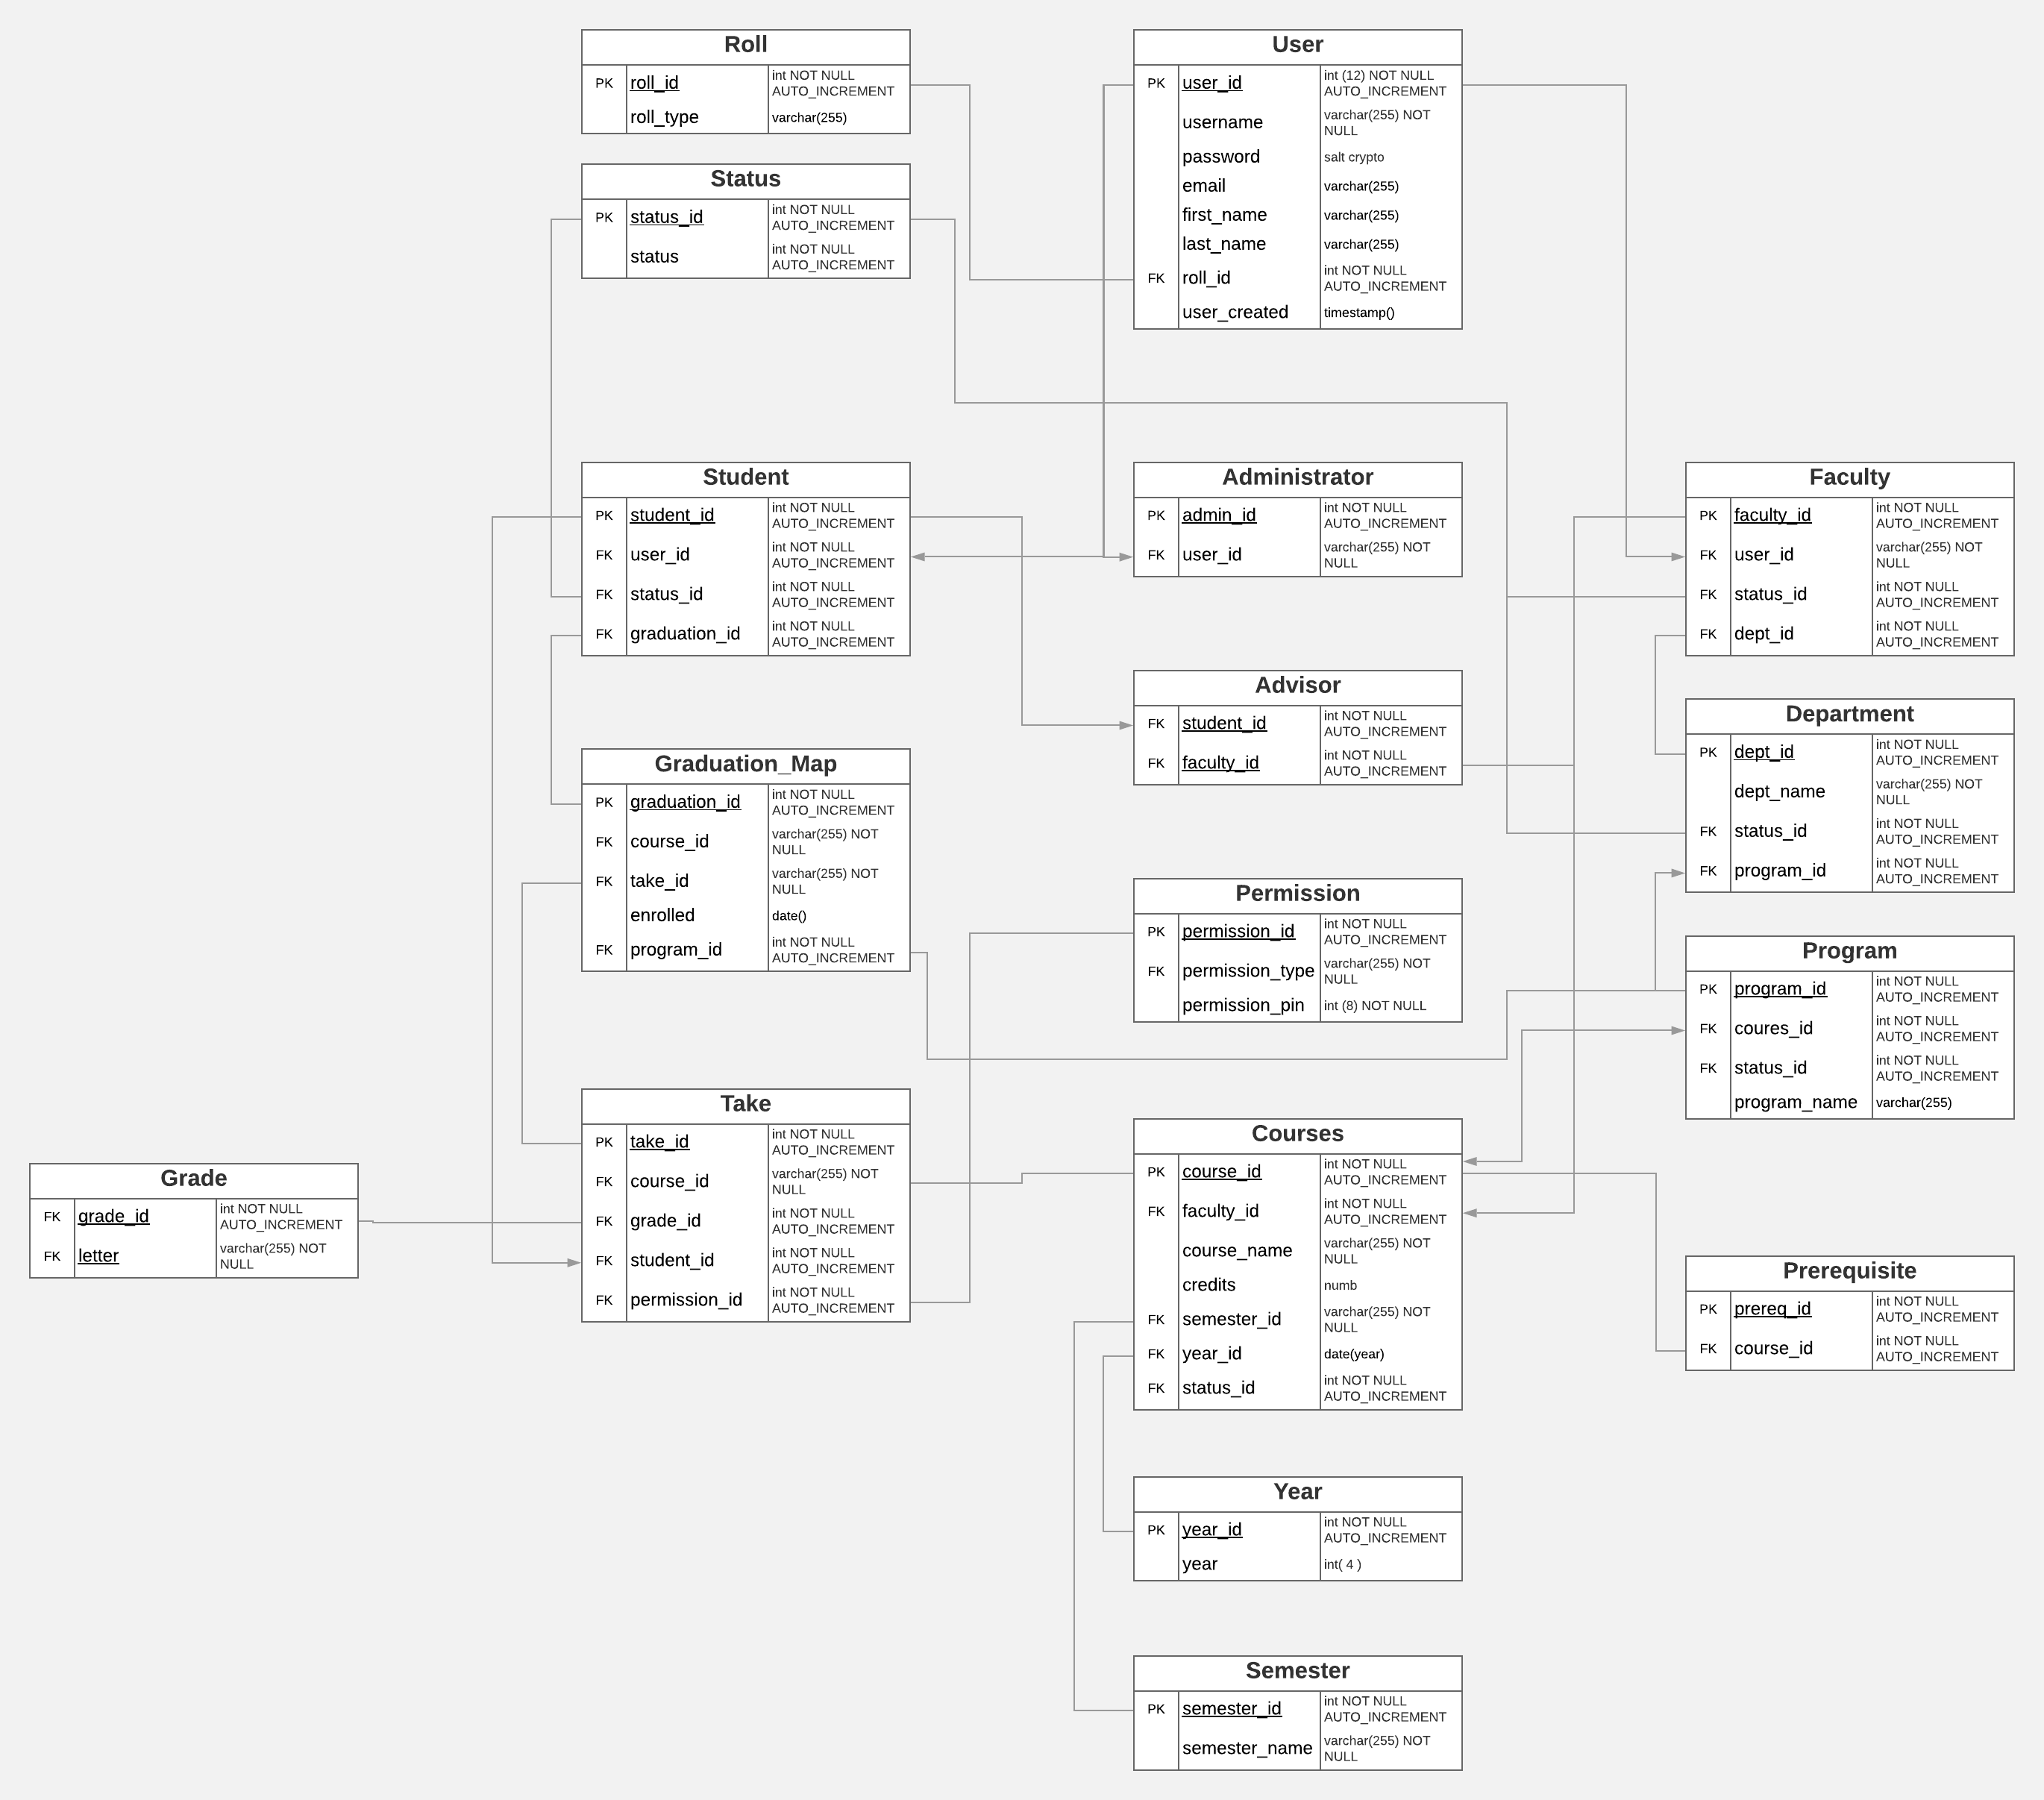 Roll
PK roll_id int NOT NULL
AUTO_INCREMENT
roll_type varchar(255)
User
PK user_id int (12) NOT NULL
AUTO_INCREMENT
username varchar(255) NOT
NULL
password salt crypto
email varchar(255)
first_name varchar(255)
last_name varchar(255)
FK roll_id int NOT NULL
AUTO_INCREMENT
user_created timestamp()
Status
PK status_id int NOT NULL
AUTO_INCREMENT
status int NOT NULL
AUTO_INCREMENT
Student
PK student_id int NOT NULL
AUTO_INCREMENT
FK user_id int NOT NULL
AUTO_INCREMENT
FK status_id int NOT NULL
AUTO_INCREMENT
FK graduation_id int NOT NULL
AUTO_INCREMENT
Administrator
PK admin_id int NOT NULL
AUTO_INCREMENT
FK user_id varchar(255) NOT
NULL
Faculty
PK faculty_id int NOT NULL
AUTO_INCREMENT
FK user_id varchar(255) NOT
NULL
FK status_id int NOT NULL
AUTO_INCREMENT
FK dept_id int NOT NULL
AUTO_INCREMENT
Advisor
FK student_id int NOT NULL
AUTO_INCREMENT
FK faculty_id int NOT NULL
AUTO_INCREMENT
Department
PK dept_id int NOT NULL
AUTO_INCREMENT
dept_name varchar(255) NOT
NULL
FK status_id int NOT NULL
AUTO_INCREMENT
FK program_id int NOT NULL
AUTO_INCREMENT
Graduation_Map
PK graduation_id int NOT NULL
AUTO_INCREMENT
FK course_id varchar(255) NOT
NULL
FK take_id varchar(255) NOT
NULL
enrolled date()
FK program_id int NOT NULL
AUTO_INCREMENT
Permission
PK permission_id int NOT NULL
AUTO_INCREMENT
FK permission_type varchar(255) NOT
NULL
permission_pin int (8) NOT NULL
Program
PK program_id int NOT NULL
AUTO_INCREMENT
FK coures_id int NOT NULL
AUTO_INCREMENT
FK status_id int NOT NULL
AUTO_INCREMENT
program_name varchar(255)
Take
PK take_id int NOT NULL
AUTO_INCREMENT
FK course_id varchar(255) NOT
NULL
FK grade_id int NOT NULL
AUTO_INCREMENT
FK student_id int NOT NULL
AUTO_INCREMENT
FK permission_id int NOT NULL
AUTO_INCREMENT
Courses
PK course_id int NOT NULL
AUTO_INCREMENT
FK faculty_id int NOT NULL
AUTO_INCREMENT
course_name varchar(255) NOT
NULL
credits numb
FK semester_id varchar(255) NOT
NULL
FK year_id date(year)
FK status_id int NOT NULL
AUTO_INCREMENT
Grade
FK grade_id int NOT NULL
AUTO_INCREMENT
FK letter varchar(255) NOT
NULL
Prerequisite
PK prereq_id int NOT NULL
AUTO_INCREMENT
FK course_id int NOT NULL
AUTO_INCREMENT
Year
PK year_id int NOT NULL
AUTO_INCREMENT
year int( 4 )
Semester
PK semester_id int NOT NULL
AUTO_INCREMENT
semester_name varchar(255) NOT
NULL